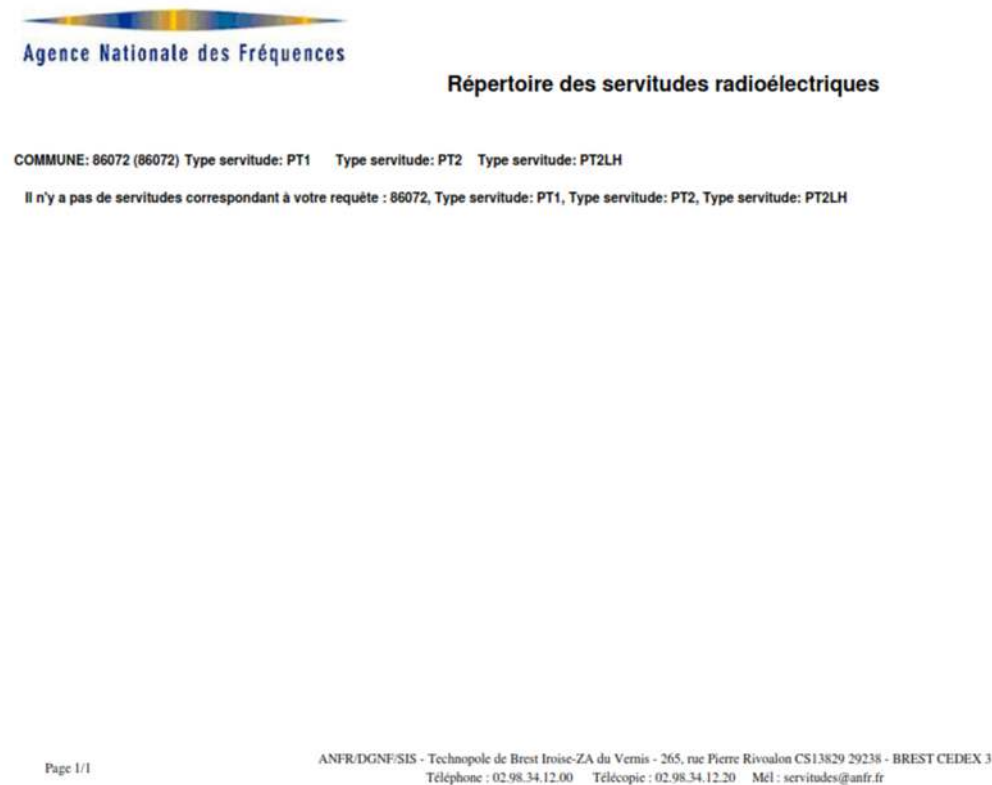 Agence Nationale des Fréquences
Répertoire des servitudes radioélectriques
COMMUNE: 86072 (86072) Type servitude: PT1 Type servitude: PT2 Type servitude: PT2LH
Il n'y a pas de servitudes correspondant à votre requête : 86072, Type servitude: PT1, Type servitude: PT2, Type servitude: PT2LH
Page 1/1
ANFR/DGNF/SIS - Technopole de Brest Iroise-ZA du Vernis - 265, rue Pierre Rivoalon CS13829 29238 - BREST CEDEX 3
Téléphone : 02.98.34.12.00 Télécopie : 02.98.34.12.20 Mél : servitudes@anfr.fr